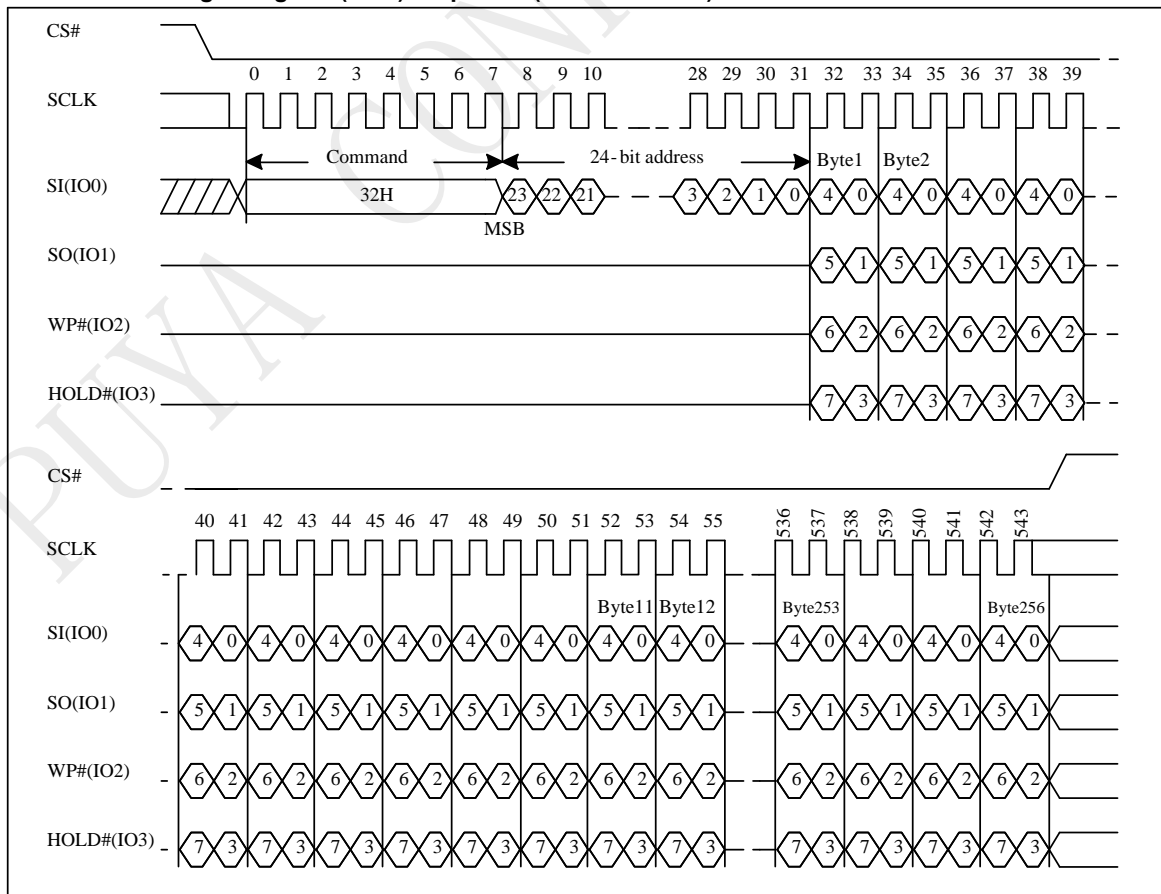 CS#
0 1 2 3 4 5 6 7 8 9 10 28 29 30 31 32 33 34 35 36 37 38 39
SCLK
Command 24-bit address Byte1 Byte2
SI(IO0) 32H 23 22 21 3 2 1 0 4 0 4 0 4 0 4 0
MSB
SO(IO1) 5 1 5 1 5 1 5 1
WP#(IO2) 6 2 6 2 6 2 6 2
HOLD#(IO3) 7 3 7 3 7 3 7 3
CS#
40 41 42 43 44 45 46 47 48 49 50 51 52 53 54 55 536 537 538 539 540 541 542 543
SCLK
Byte11 Byte12 Byte253 Byte256
SI(IO0) 4 0 4 0 4 0 4 0 4 0 4 0 4 0 4 0 4 0 4 0 4 0 4 0
SO(IO1) 5 1 5 1 5 1 5 1 5 1 5 1 5 1 5 1 5 1 5 1 5 1 5 1
WP#(IO2) 6 2 6 2 6 2 6 2 6 2 6 2 6 2 6 2 6 2 6 2 6 2 6 2
HOLD#(IO3) 7 3 7 3 7 3 7 3 7 3 7 3 7 3 7 3 7 3 7 3 7 3 7 3
PUYA